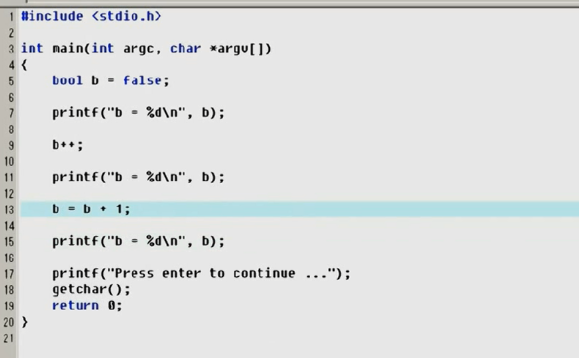 1 #include <stdio.h>
2
3 int main(int argc, char *argv[])
4 {
5 bool b = false;
6
7 printf("b = %d\n", b);
8
9 b++;
10
11 printf("b = %d\n", b);
12
13 b = b + 1;
14
15 printf("b = %d\n", b);
16
17 printf("Press enter to continue ...");
18 getchar();
19 return 0;
20 }
21